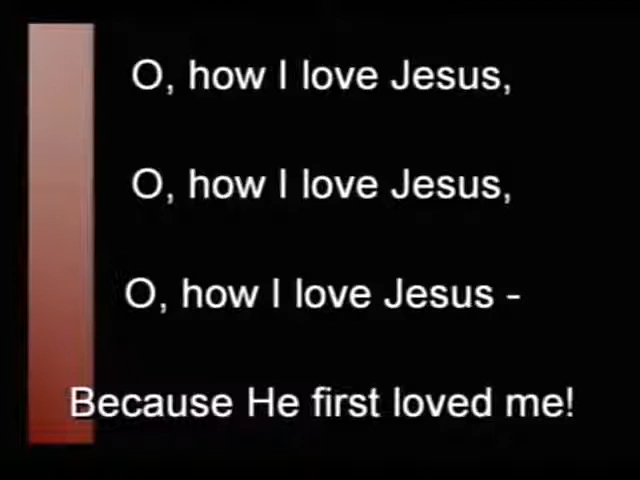 O, how I love Jesus,
O, how I love Jesus,
O, how I love Jesus -
Because He first loved me!